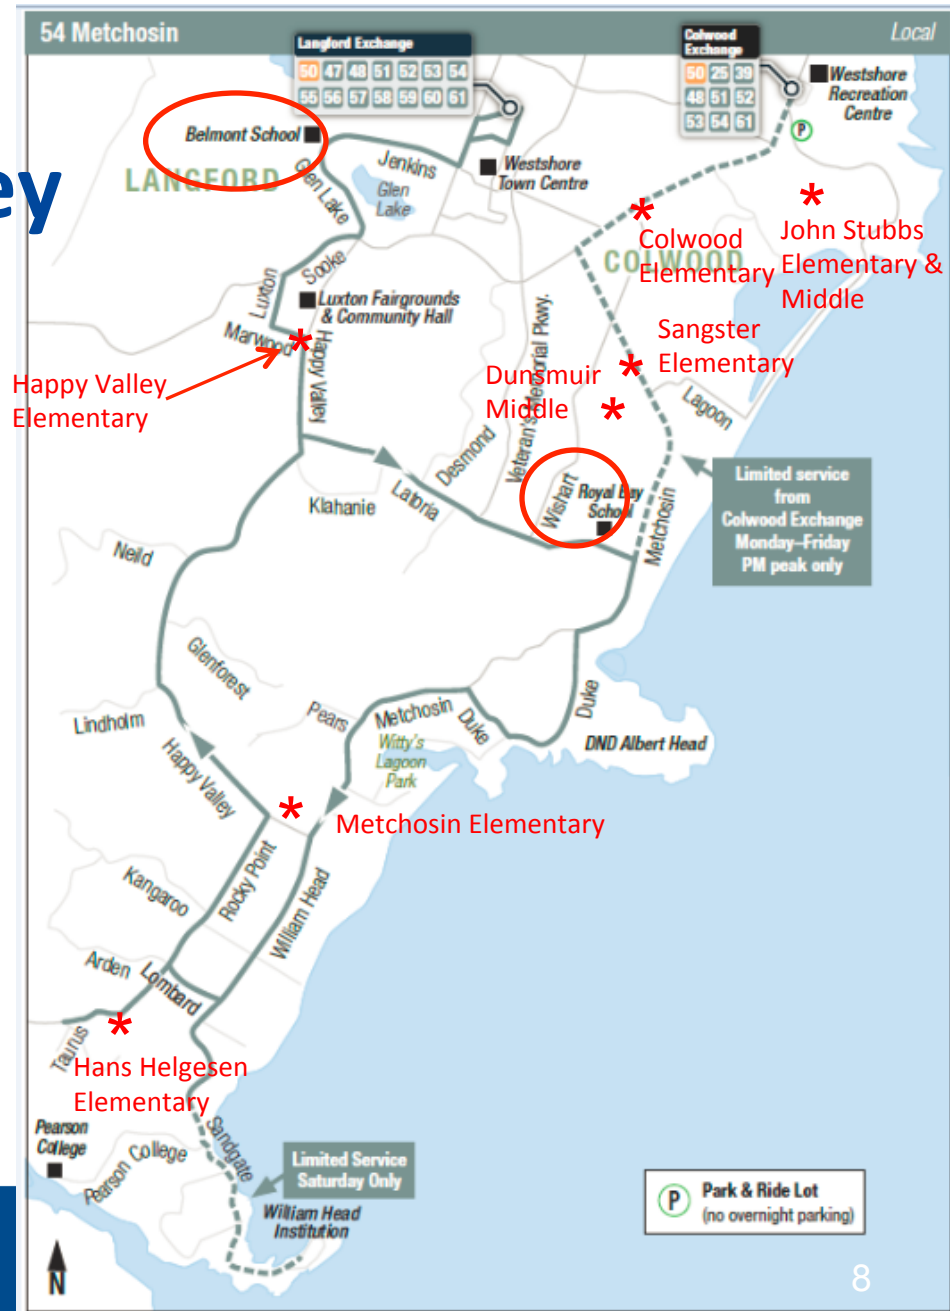 54 Metchosin
Local
Langford Exchange
50 47 48 51 52 53 54
55 56 57 58 59 60 61
Colwood
Exchange
50 25 39
48 51 52
53 54 61
Westshore
Recreation
Centre
P
Belmont School
ey
LANGFORD
Glen Lake
Jenkins
Glen
Lake
Westshore
Town Centre
Colwood
Elementary
COLWOOD
John Stubbs
Elementary &
Middle
Sooke
Luxton
Luxton Fairgrounds
& Community Hall
Marwood
Happy Valley
Happy Valley
Elementary
Veteran's Memorial Pkwy.
Sangster
Elementary
Dunsmuir
Middle
Lagoon
Desmond
Latoria
Klahanie
Wishart
Royal Bay
School
Metchosin
Limited service
from
Colwood Exchange
Monday–Friday
PM peak only
Neild
Glenforest
Lindholm
Pears
Metchosin
Duke
Duke
Witty's
Lagoon
Park
DND Albert Head
Happy Valley
Metchosin Elementary
Rocky Point
William Head
Kangaroo
Arden
Lombard
Taurus
Hans Helgesen
Elementary
Pearson
College
Pearson College
Sandgate
Limited Service
Saturday Only
William Head
Institution
P
Park & Ride Lot
(no overnight parking)
N
8